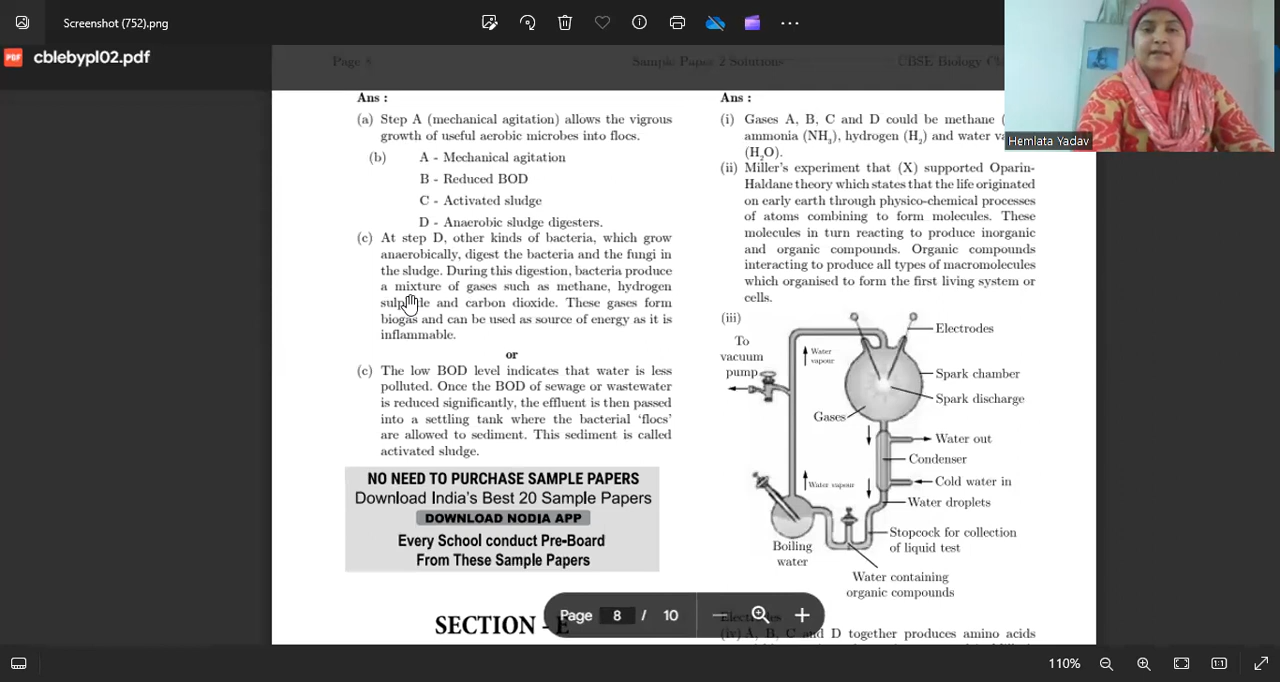 Screenshot (752).png
cblebypl02.pdf
Page 8
Sample Paper 2 Solutions
CBSE Biology
Hemlata Yadav
Ans :
(a) Step A (mechanical agitation) allows the vigrous
growth of useful aerobic microbes into flocs.
(b) A - Mechanical agitation
B - Reduced BOD
C - Activated sludge
D - Anaerobic sludge digesters.
(c) At step D, other kinds of bacteria, which grow
anaerobically, digest the bacteria and the fungi in
the sludge. During this digestion, bacteria produce
a mixture of gases such as methane, hydrogen
sulphide and carbon dioxide. These gases form
biogas and can be used as source of energy as it is
inflammable.
or
(c) The low BOD level indicates that water is less
polluted. Once the BOD of sewage or wastewater
is reduced significantly, the effluent is then passed
into a settling tank where the bacterial ‘flocs’
are allowed to sediment. This sediment is called
activated sludge.
NO NEED TO PURCHASE SAMPLE PAPERS
Download India's Best 20 Sample Papers
DOWNLOAD NODIA APP
Every School conduct Pre-Board
From These Sample Papers
SECTION - E
Ans :
(i) Gases A, B, C and D could be methane
ammonia (NH₃), hydrogen (H₂) and water
(H₂O).
(ii) Miller's experiment that (X) supported Oparin-
Haldane theory which states that the life originated
on early earth through physico-chemical processes
of atoms combining to form molecules. These
molecules in turn reacting to produce inorganic
and organic compounds. Organic compounds
interacting to produce all types of macromolecules
which organised to form the first living system or
cells.
(iii)
To
vacuum
pump
Water
vapour
Electrodes
Spark chamber
Spark discharge
Gases
Water out
Condenser
Cold water in
Water vapour
Water droplets
Stopcock for collection
of liquid test
Boiling
water
Water containing
organic compounds
Electrodes
(iv) A, B, C and D together produces amino acids
Page 8 / 10
110%
1:1